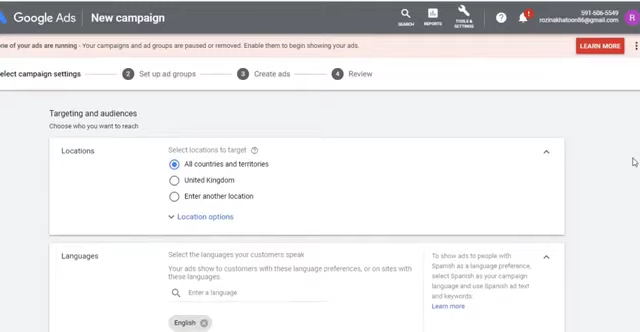 Google Ads | New campaign
SEARCH
REPORTS
TOOLS &
SETTINGS
?
!
591-606-5549
rozinakhatoon86@gmail.com
R
one of your ads are running - Your campaigns and ad groups are paused or removed. Enable them to begin showing your ads.
LEARN MORE
elect campaign settings
2 Set up ad groups
3 Create ads
4 Review
Targeting and audiences
Choose who you want to reach
Locations
Select locations to target ?
All countries and territories
United Kingdom
Enter another location
Location options
Languages
Select the languages your customers speak
Your ads show to customers with these language preferences, or on sites with
these languages.
Enter a language
English
To show ads to people with
Spanish as a language preference,
select Spanish as your campaign
language and use Spanish ad text
and keywords.
Learn more